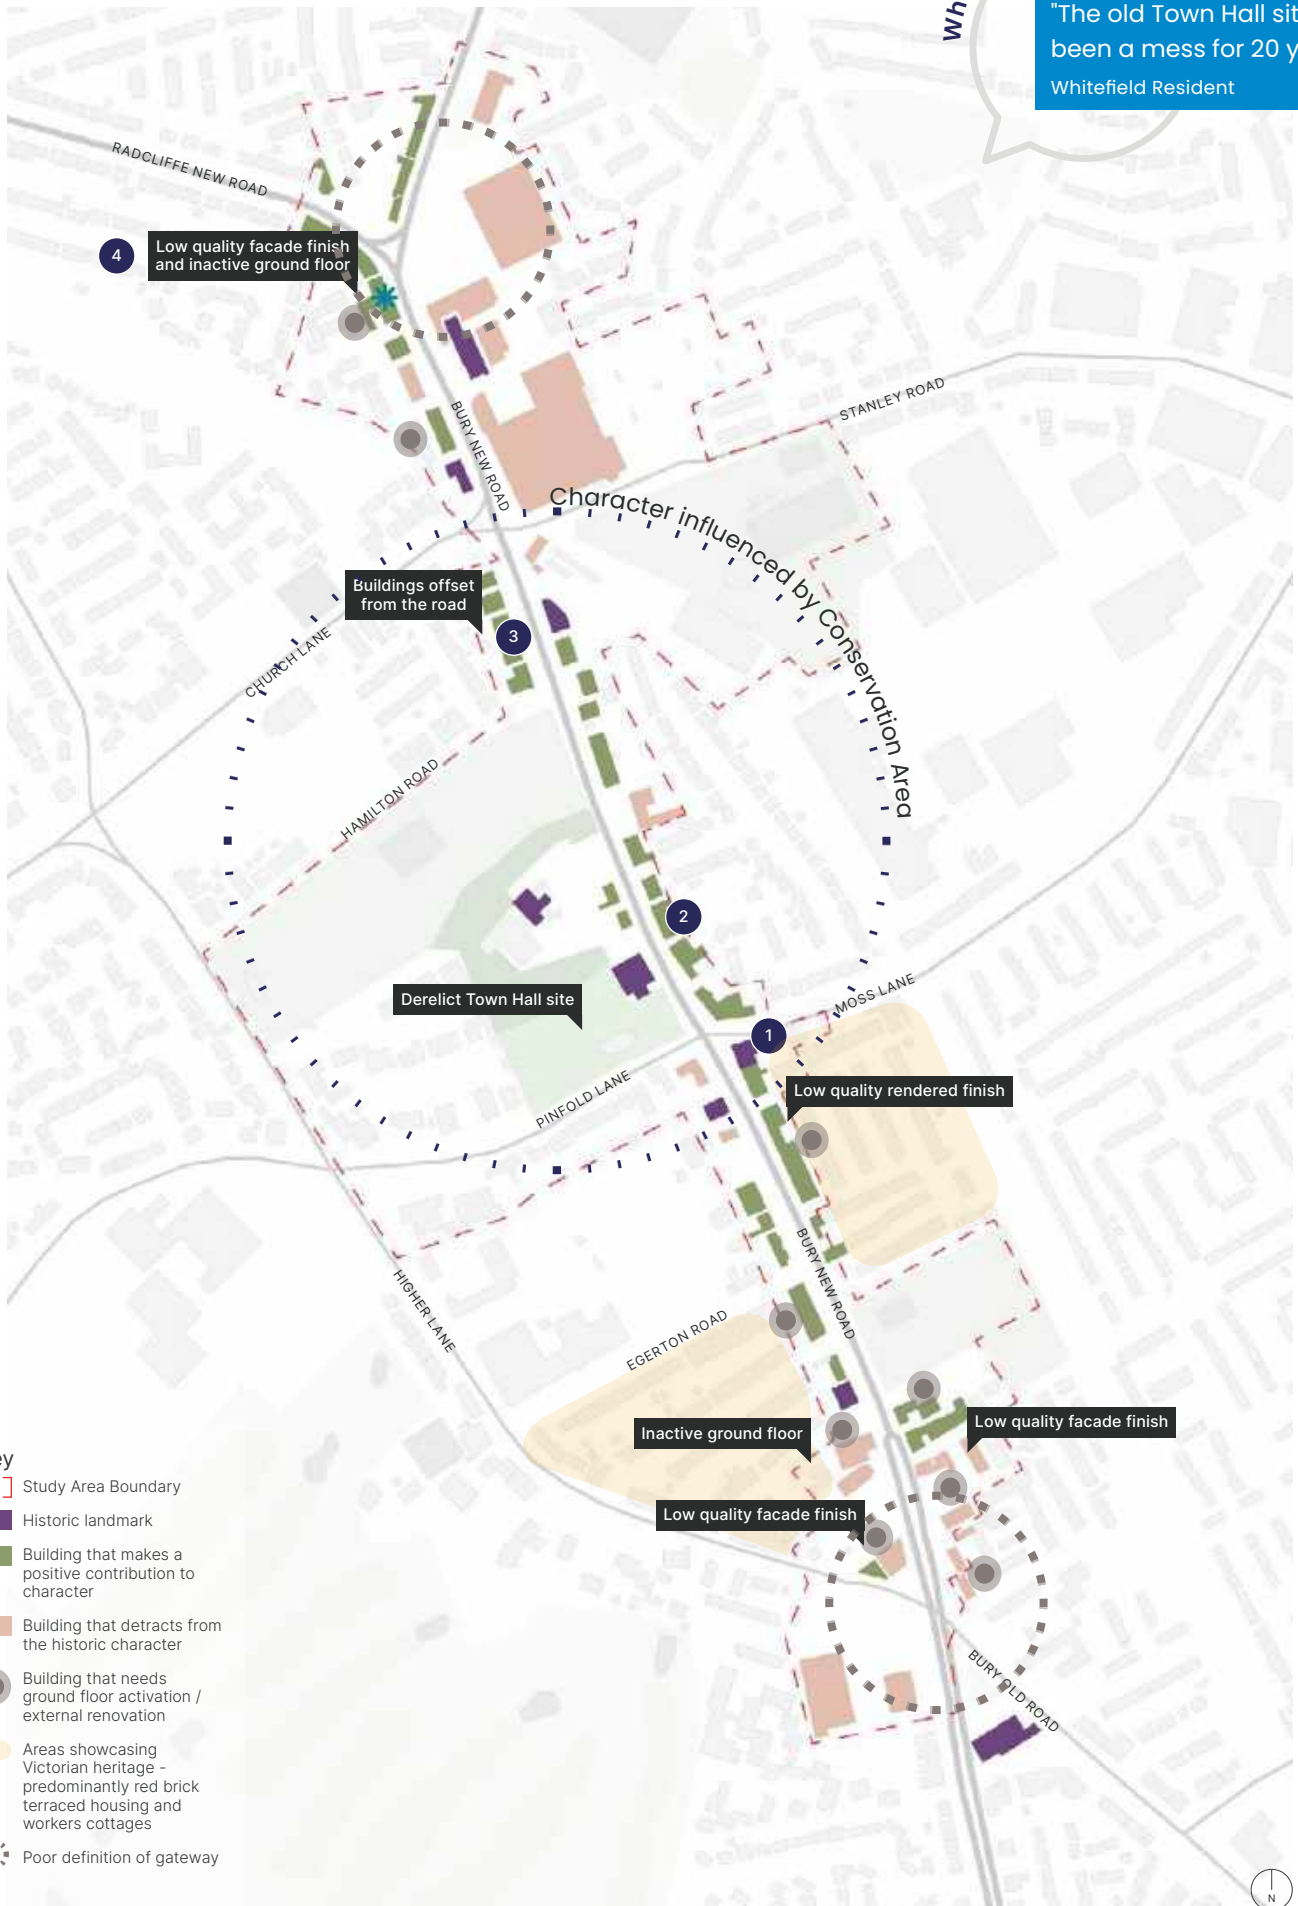 Wh
"The old Town Hall sit
been a mess for 20 y
Whitefield Resident
RADCLIFFE NEW ROAD
4
Low quality facade finish
and inactive ground floor
BURY NEW ROAD
STANLEY ROAD
Character influenced by Conservation Area
Buildings offset
from the road
3
CHURCH LANE
HAMILTON ROAD
2
Derelict Town Hall site
MOSS LANE
1
PINFOLD LANE
Low quality rendered finish
BURY NEW ROAD
HIGHER LANE
EGERTON ROAD
Inactive ground floor
Low quality facade finish
Low quality facade finish
BURY OLD ROAD
ey
Study Area Boundary
Historic landmark
Building that makes a
positive contribution to
character
Building that detracts from
the historic character
Building that needs
ground floor activation /
external renovation
Areas showcasing
Victorian heritage -
predominantly red brick
terraced housing and
workers cottages
Poor definition of gateway
N